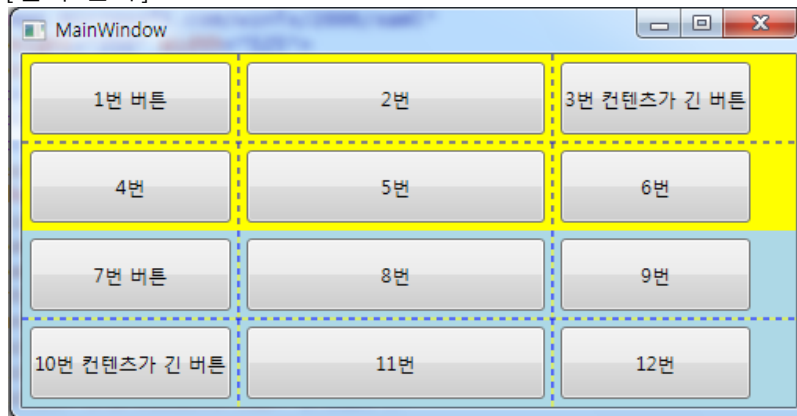 MainWindow
1번 버튼 2번 3번 컨텐츠가 긴 버튼
4번 5번 6번
7번 버튼 8번 9번
10번 컨텐츠가 긴 버튼 11번 12번